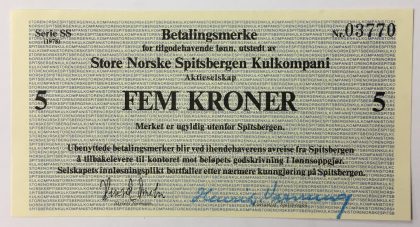 Serie SS
(1978)
Betalingsmerke
for tilgodehavende lønn, utstedt av
Nr. 03770
Store Norske Spitsbergen Kulkompani
Aktieselskap
5 FEM KRONER 5
Merket er ugyldig utenfor Spitsbergen.
Ubenyttede betalingsmerker blir ved ihendehaverens avreise fra Spitsbergen
å tilbakelevere til kontoret mot beløpets godskrivning i lønnsoppgjør.
Selskapets innløsningsplikt bortfaller etter nærmere kunngjøring på Spitsbergen.